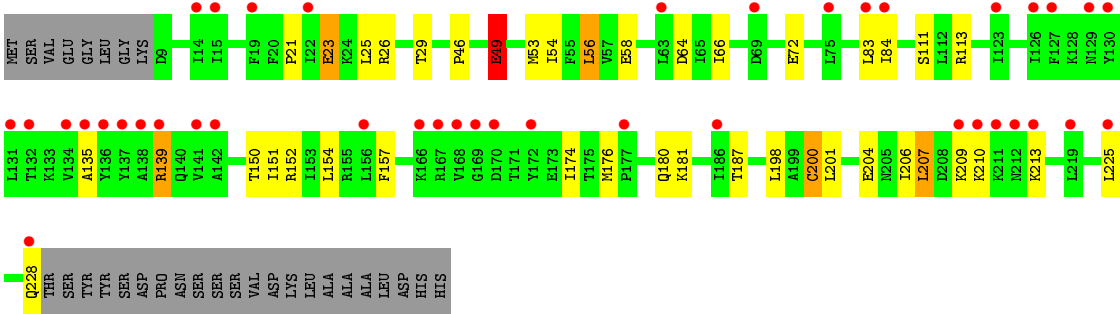 MET SER VAL GLU GLY LEU GLY LYS D9 I14 I15 F19 F20 P21 I22 E23 K24 L25 R26 T29 P46 E49 M53 I54 F55 L56 V57 E58 L63 D64 I65 I66 D69 E72 L75 L83 I84 S111 L112 R113 I123 I126 F127 K128 N129 Y130
L131 T132 K133 V134 A135 Y136 Y137 A138 R139 Q140 V141 A142 T150 I151 R152 I153 L154 R155 L156 F157 K166 R167 V168 G169 D170 T171 Y172 E173 I174 T175 M176 P177 Q180 K181 I186 T187 L198 A199 C200 L201 E204 N205 I206 L207 D208 K209 K210 K211 N212 K213 L219 L225
Q228 THR SER TYR TYR SER ASP PRO ASN SER SER SER VAL ASP LYS LEU ALA ALA ALA LEU ASP HIS HIS